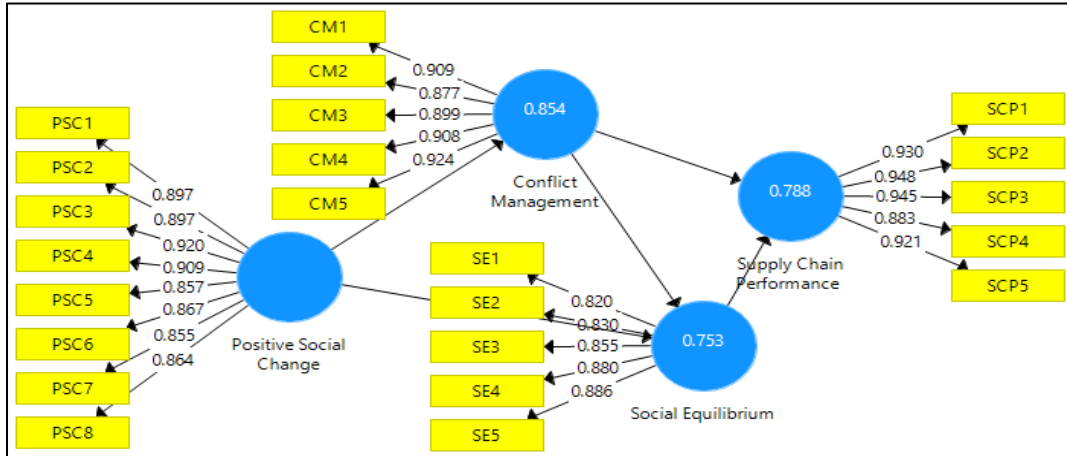 CM1
CM2
CM3
CM4
CM5
0.909
0.877
0.899
0.908
0.924
0.854
Conflict
Management
PSC1
PSC2
PSC3
PSC4
PSC5
PSC6
PSC7
PSC8
0.897
0.897
0.920
0.909
0.857
0.867
0.855
0.864
Positive Social
Change
SE1
SE2
SE3
SE4
SE5
0.820
0.830
0.855
0.880
0.886
0.753
Social Equilibrium
0.788
Supply Chain
Performance
0.930
0.948
0.945
0.883
0.921
SCP1
SCP2
SCP3
SCP4
SCP5